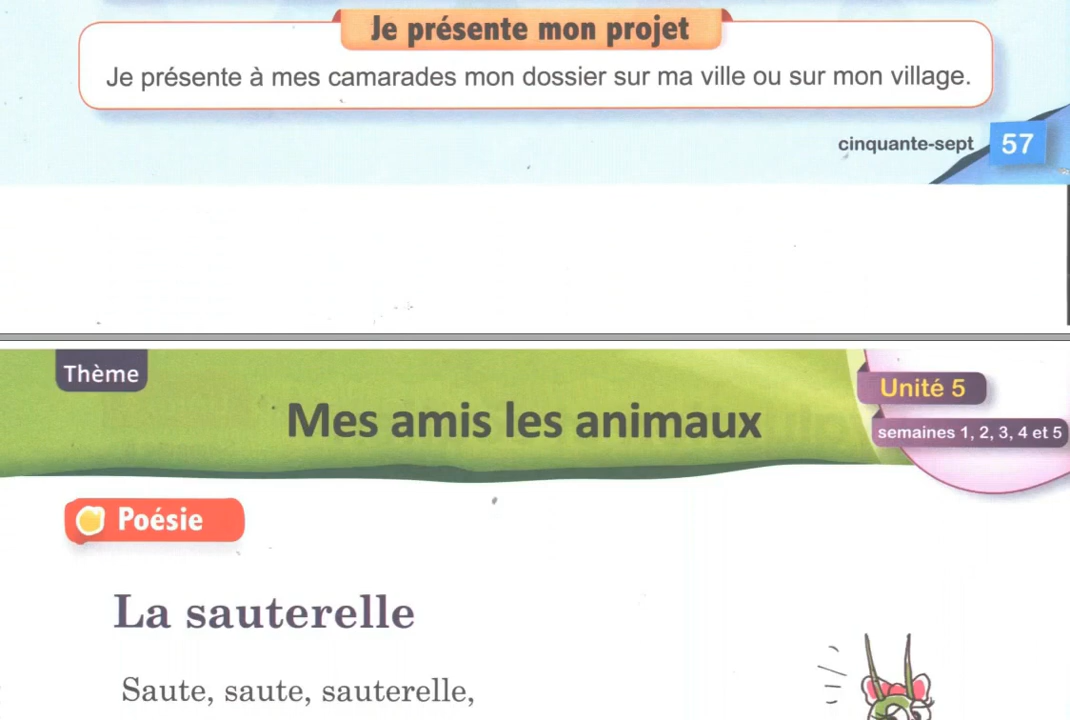 Je présente mon projet
Je présente à mes camarades mon dossier sur ma ville ou sur mon village.
cinquante-sept 57
Thème
Unité 5
Mes amis les animaux
semaines 1, 2, 3, 4 et 5
Poésie
La sauterelle
Saute, saute, sauterelle,